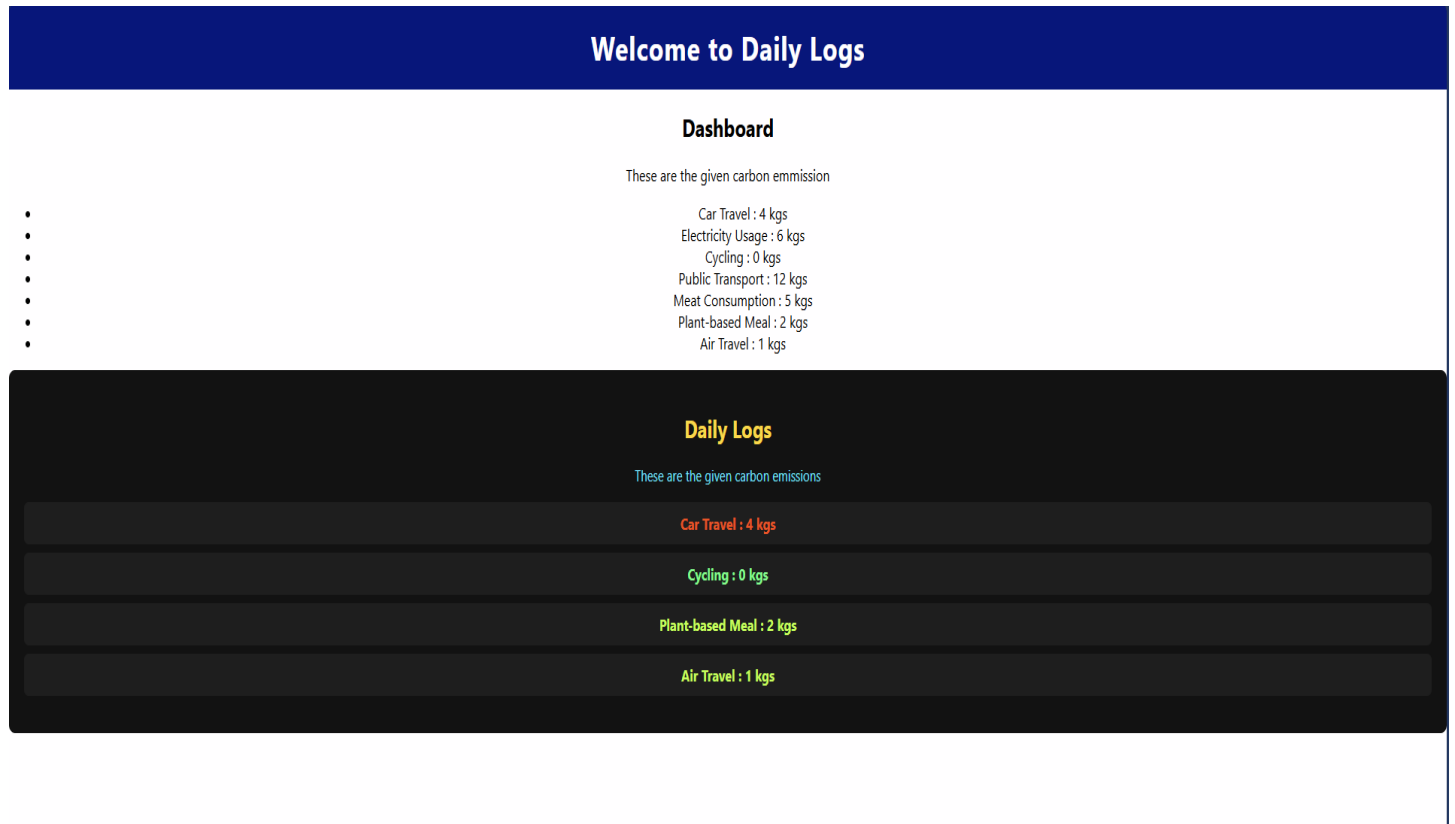 Welcome to Daily Logs
Dashboard
These are the given carbon emmission
• Car Travel : 4 kgs
• Electricity Usage : 6 kgs
• Cycling : 0 kgs
• Public Transport : 12 kgs
• Meat Consumption : 5 kgs
• Plant-based Meal : 2 kgs
• Air Travel : 1 kgs
Daily Logs
These are the given carbon emissions
Car Travel : 4 kgs
Cycling : 0 kgs
Plant-based Meal : 2 kgs
Air Travel : 1 kgs